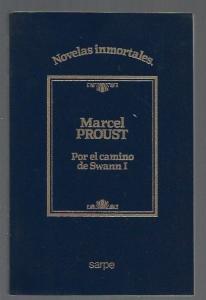 Novelas inmortales.
Marcel
PROUST
Por el camino
de Swann I
sarpe